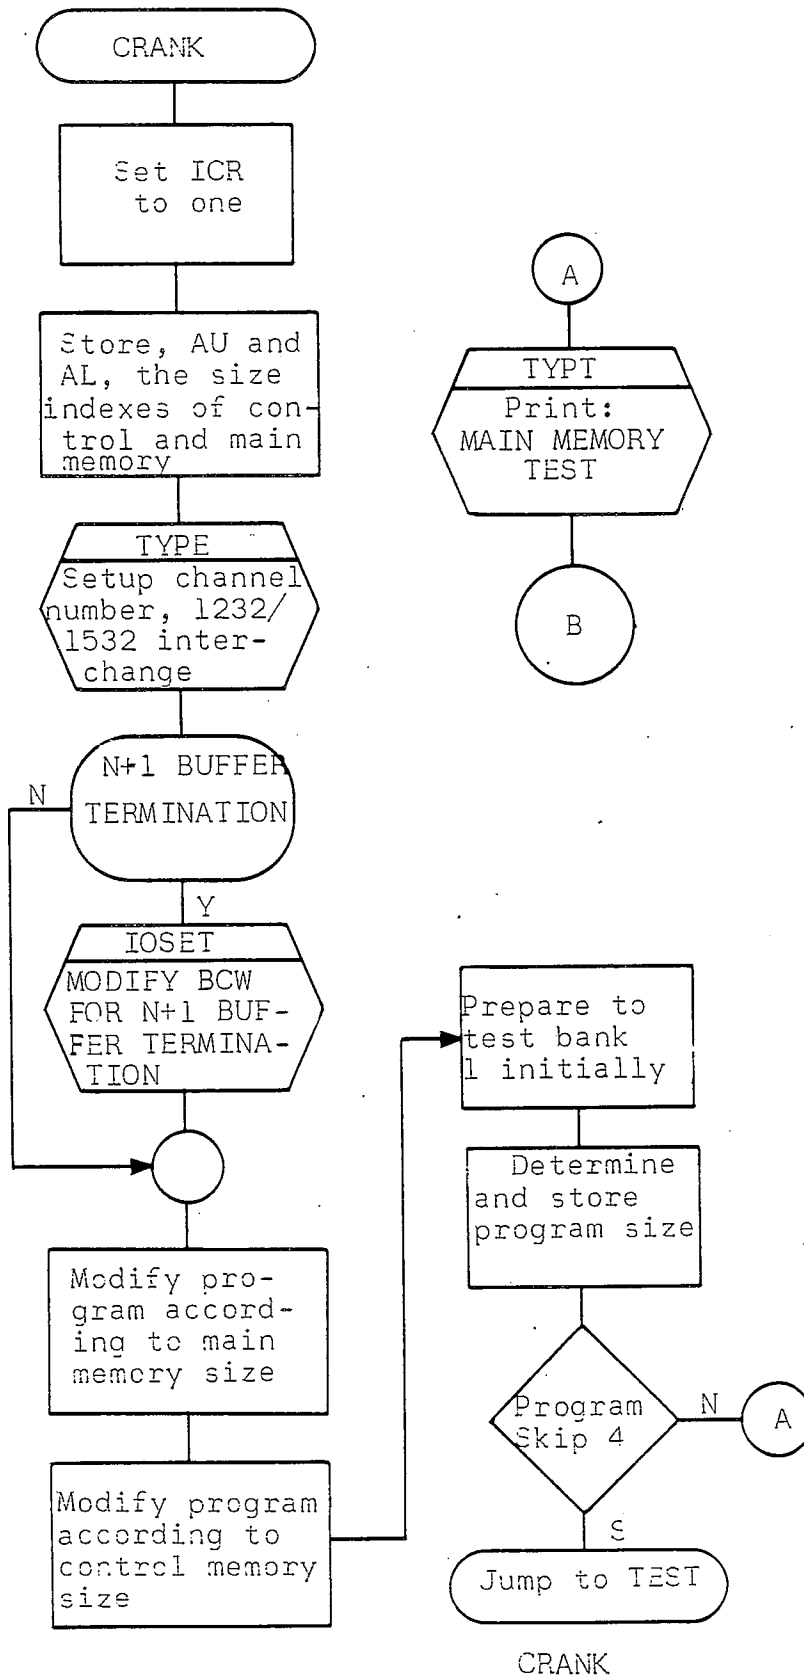 CRANK
Set ICR
to one
Store, AU and
AL, the size
indexes of con-
trol and main
memory
TYPE
Setup channel
number, 1232/
1532 inter-
change
N+1 BUFFER
TERMINATION
N
Y
IOSET
MODIFY BCW
FOR N+1 BUF-
FER TERMINA-
TION
Modify pro-
gram accord-
ing to main
memory size
Modify program
according to
control memory
size
A
TYPT
Print:
MAIN MEMORY
TEST
B
Prepare to
test bank
1 initially
Determine
and store
program size
Program
Skip 4
N
A
S
Jump to TEST
CRANK